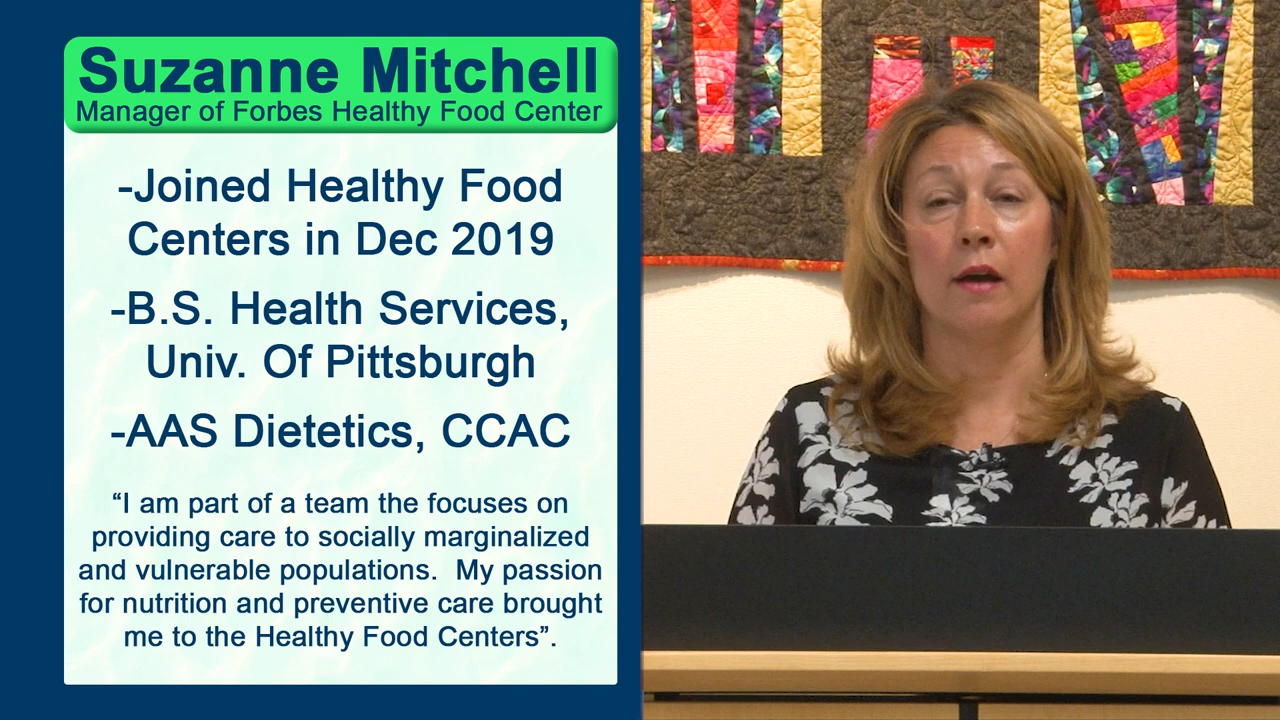 Suzanne Mitchell
Manager of Forbes Healthy Food Center
-Joined Healthy Food
Centers in Dec 2019
-B.S. Health Services,
Univ. Of Pittsburgh
-AAS Dietetics, CCAC
“I am part of a team the focuses on
providing care to socially marginalized
and vulnerable populations.  My passion
for nutrition and preventive care brought
me to the Healthy Food Centers”.